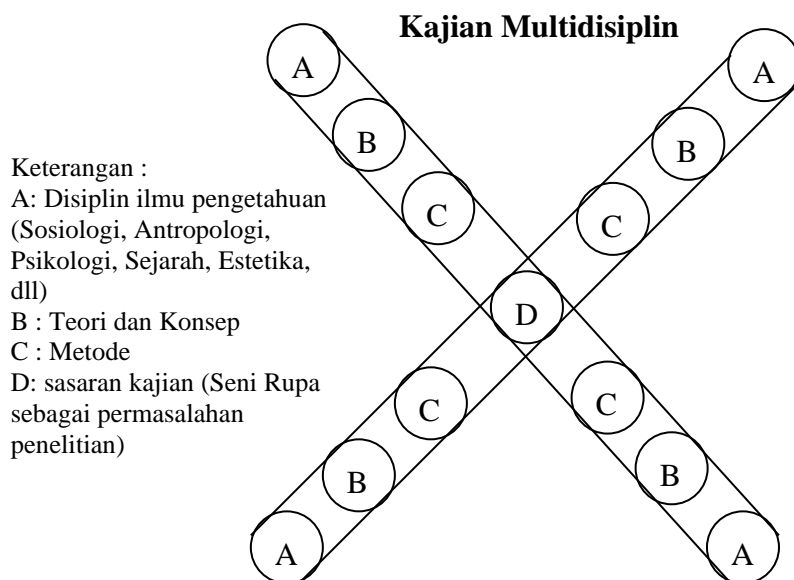 Kajian Multidisiplin
A A
B B
C C
Keterangan :
A: Disiplin ilmu pengetahuan
(Sosiologi, Antropologi,
Psikologi, Sejarah, Estetika,
dll)
B : Teori dan Konsep
C : Metode
D: sasaran kajian (Seni Rupa
sebagai permasalahan
penelitian)
D
C C
B B
A A